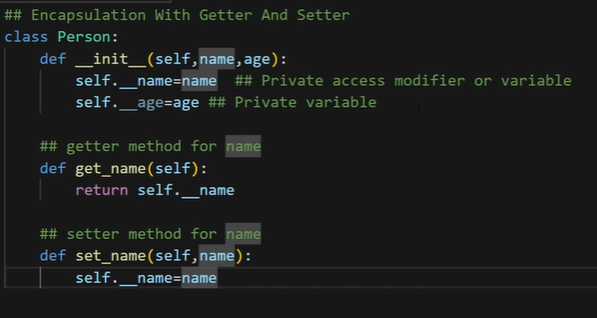 ## Encapsulation With Getter And Setter
class Person:
    def __init__(self,name,age):
        self.__name=name  ## Private access modifier or variable
        self.__age=age ## Private variable

    ## getter method for name
    def get_name(self):
        return self.__name

    ## setter method for name
    def set_name(self,name):
        self.__name=name